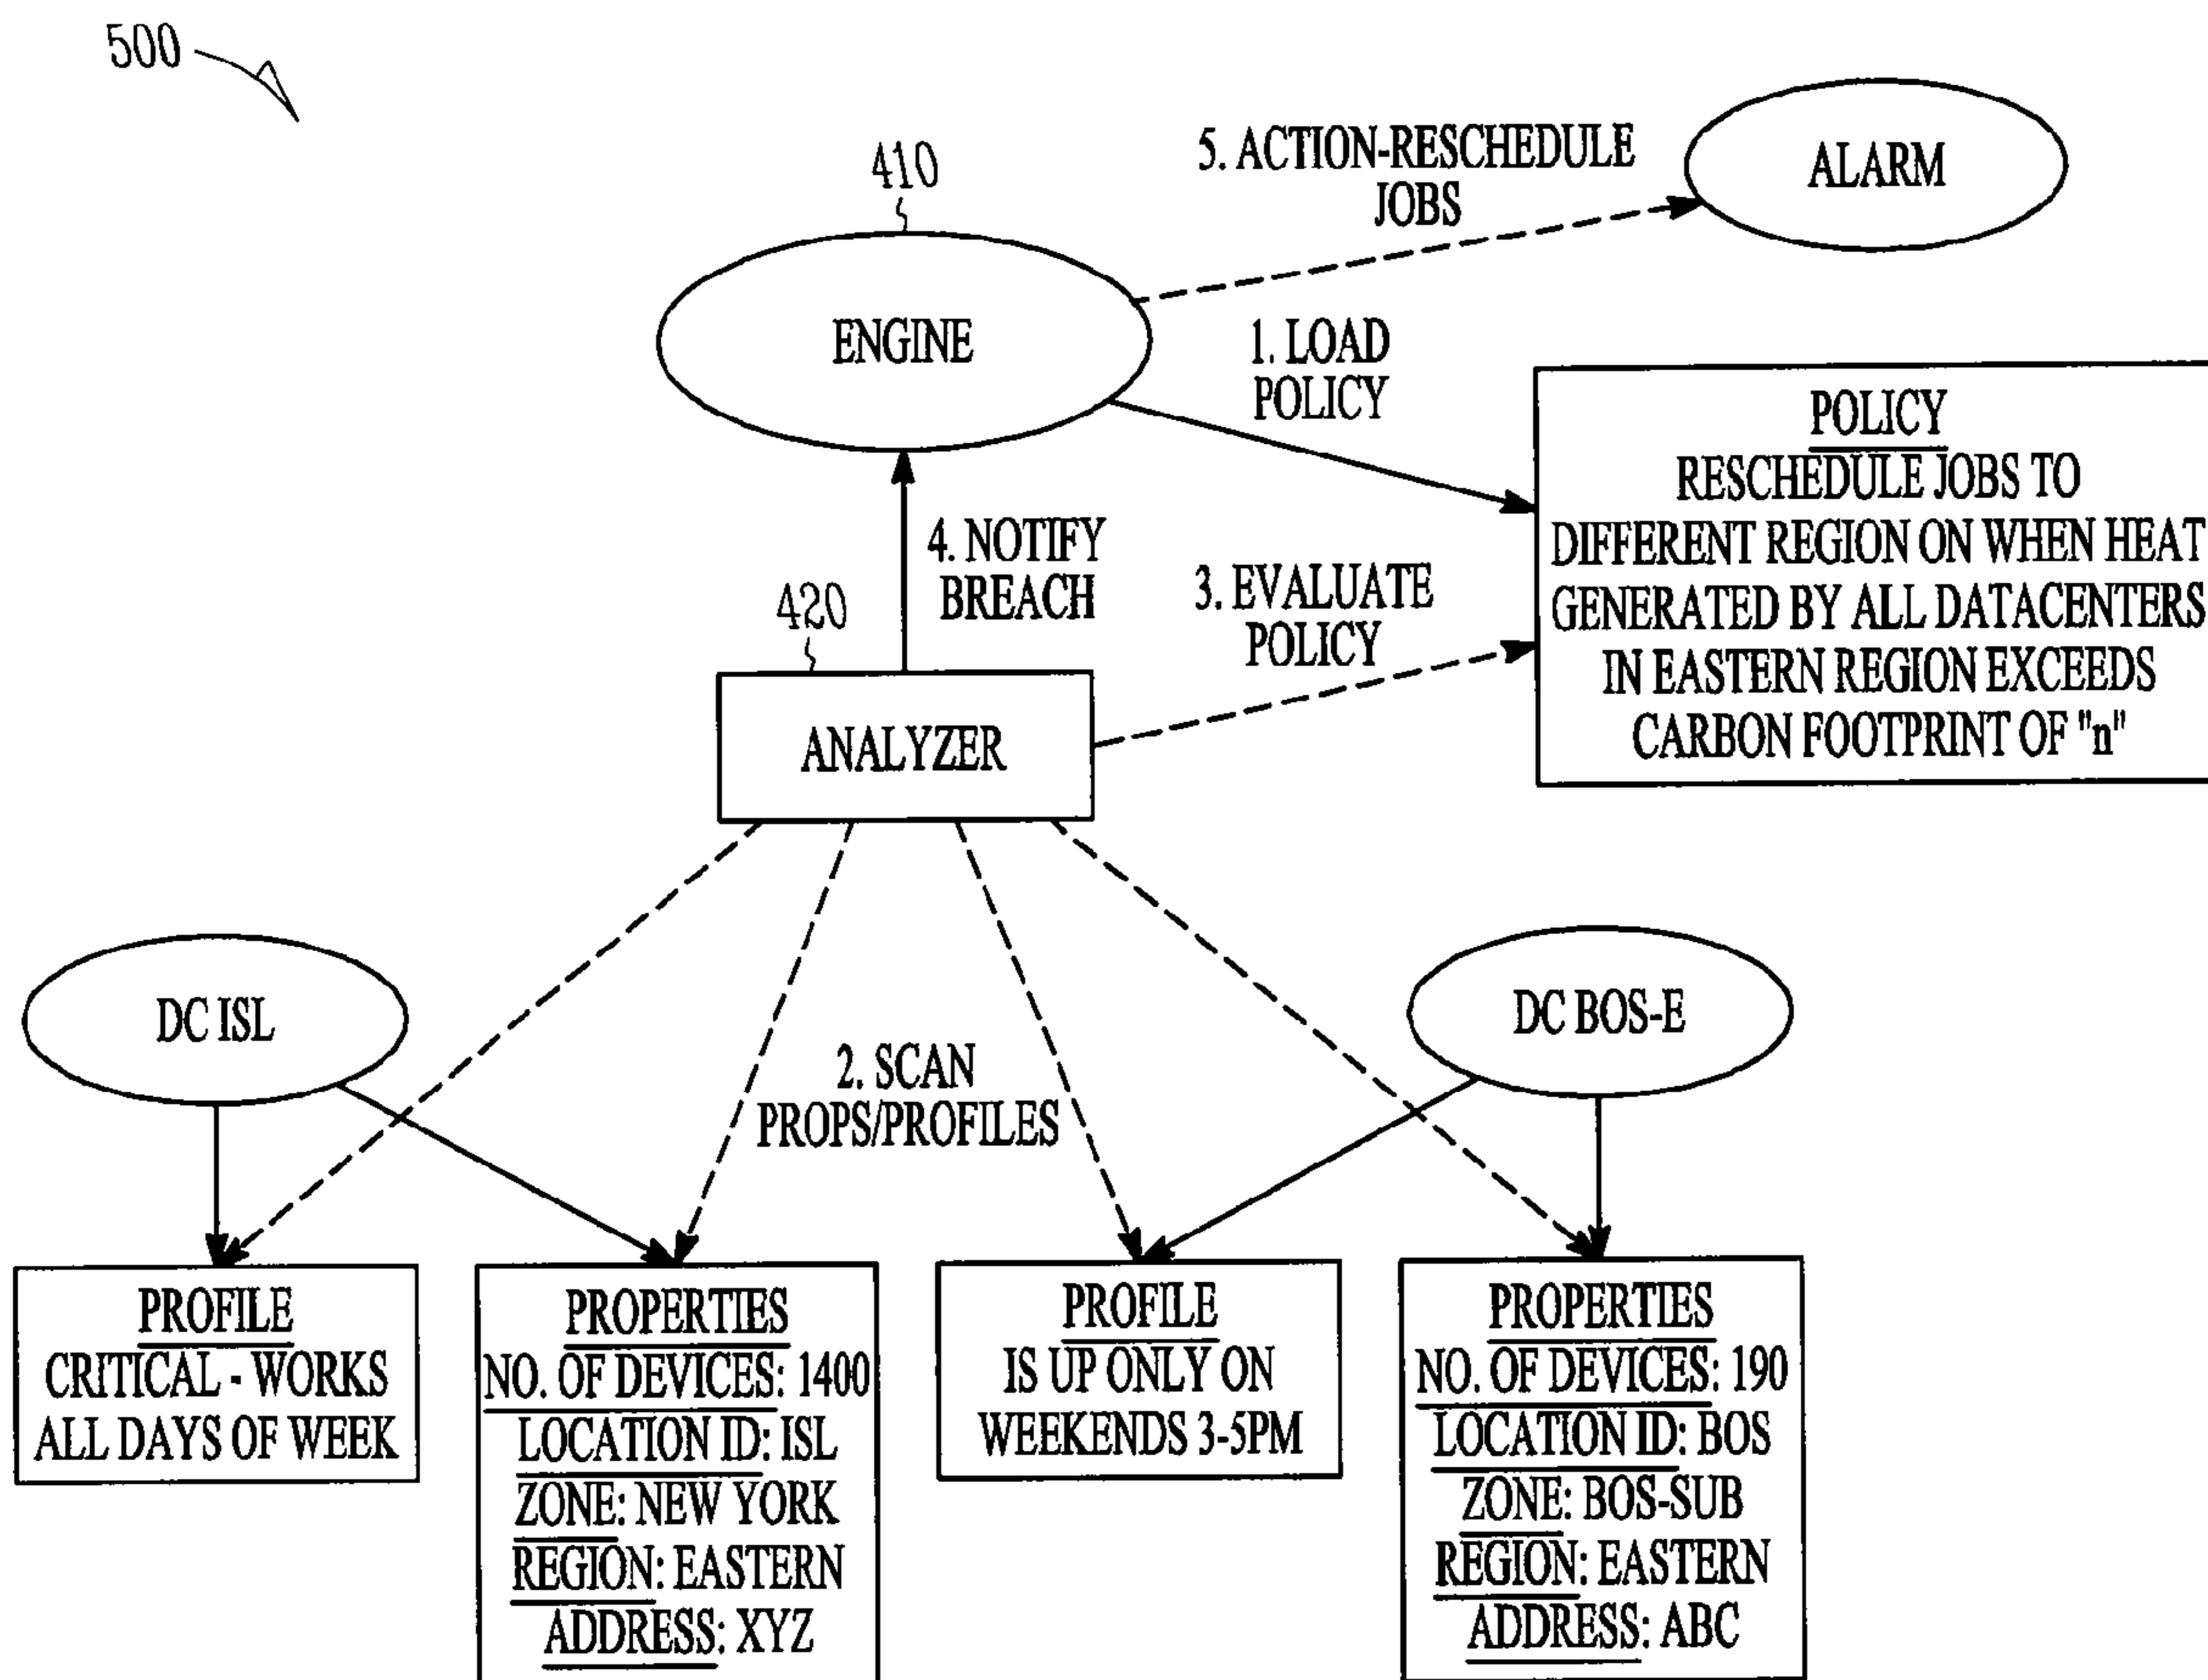 500
410
5. ACTION-RESCHEDULE
JOBS
ALARM
ENGINE
1. LOAD
POLICY
POLICY
RESCHEDULE JOBS TO
DIFFERENT REGION ON WHEN HEAT
GENERATED BY ALL DATACENTERS
IN EASTERN REGION EXCEEDS
CARBON FOOTPRINT OF "n"
4. NOTIFY
BREACH
3. EVALUATE
POLICY
420
ANALYZER
DC ISL
DC BOS-E
2. SCAN
PROPS/PROFILES
PROFILE
CRITICAL - WORKS
ALL DAYS OF WEEK
PROPERTIES
NO. OF DEVICES: 1400
LOCATION ID: ISL
ZONE: NEW YORK
REGION: EASTERN
ADDRESS: XYZ
PROFILE
IS UP ONLY ON
WEEKENDS 3-5PM
PROPERTIES
NO. OF DEVICES: 190
LOCATION ID: BOS
ZONE: BOS-SUB
REGION: EASTERN
ADDRESS: ABC